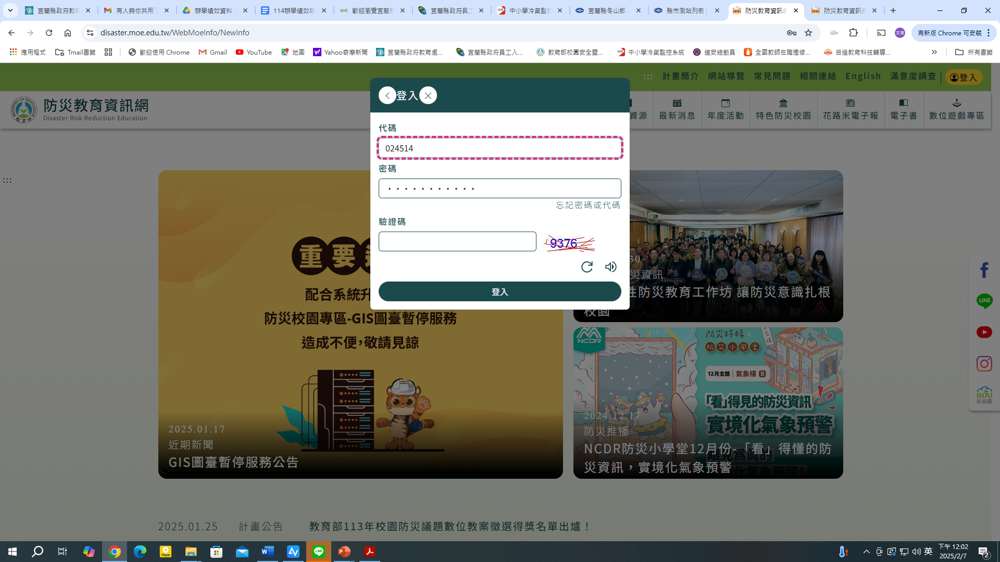 宜蘭縣政府教育
有人與你共用了
辦學績效資料 -
114辦學績效報
歡迎瀏覽宜蘭縣
宜蘭縣政府員工
中小學冷氣監控
宜蘭縣冬山鄉 -
縣市測站列表 |
防災教育資訊網
防災教育資訊網
disaster.moe.edu.tw/WebMoeInfo/NewInfo
文章
有新版 Chrome 可安裝
應用程式
Tmail書籤
歡迎使用 Chrome
Gmail
YouTube
地圖
Yahoo奇摩新聞
宜蘭縣政府教育處...
宜蘭縣政府員工入...
教育部校園安全暨...
中小學冷氣監控系統
道安總動員
全國教師在職進修...
自造教育科技輔導...
所有書籤
:::
計畫簡介
網站導覽
常見問題
相關連結
English
滿意度調查
登入
防災教育資訊網
Disaster Risk Reduction Education
資源
最新消息
年度活動
特色防災校園
花路米電子報
電子書
數位遊戲專區
登入
代碼
024514
密碼
・・・・・・・・・・・
忘記密碼或代碼
驗證碼
9376
登入
:::
重要
配合系統升
防災校園專區-GIS圖臺暫停服務
造成不便,敬請見諒
2025.01.17
近期新聞
GIS圖臺暫停服務公告
30
災資訊
性防災教育工作坊 讓防災意識扎根
校園
NCDR
防災特輯之
防災小學堂
12月主題 氣象樓 B
「看」得見的防災資訊
實境化氣象預警
2024.12.17
防災推播
NCDR防災小學堂12月份-「看」得懂的防
災資訊，實境化氣象預警
LINE
edu
教育雲
2025.01.25
計畫公告
教育部113年校園防災議題數位教案徵選得獎名單出爐！
英
下午 12:02
2025/2/7
2